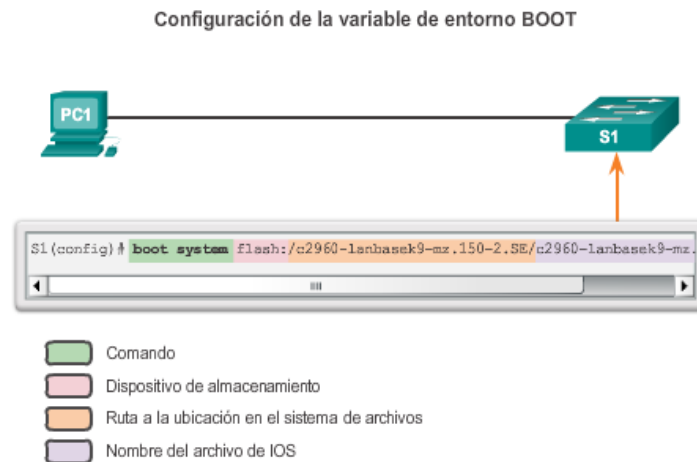 Configuración de la variable de entorno BOOT
PC1
S1
S1(config)# boot system flash:/c2960-lanbasek9-mz.150-2.SE/c2960-lanbasek9-mz.
Comando
Dispositivo de almacenamiento
Ruta a la ubicación en el sistema de archivos
Nombre del archivo de IOS